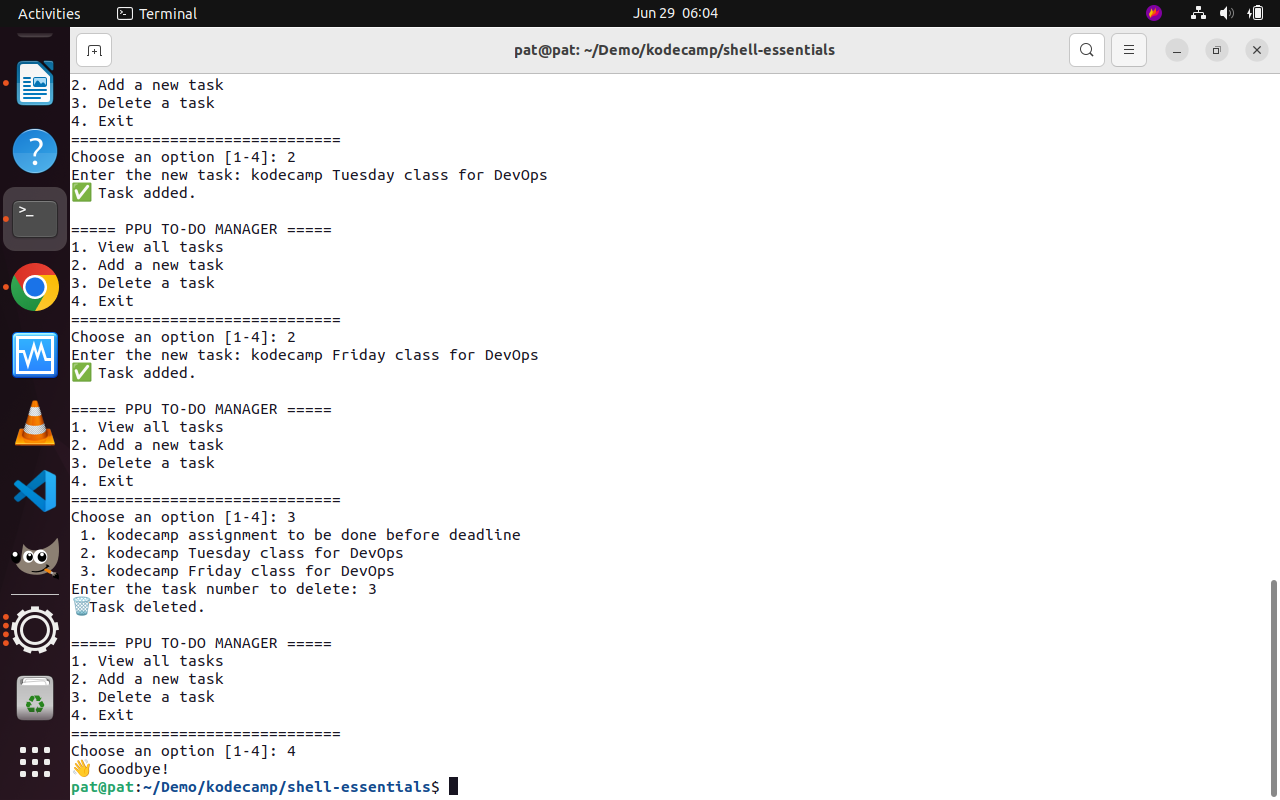 Activities
Terminal
Jun 29 06:04
pat@pat: ~/Demo/kodecamp/shell-essentials
2. Add a new task
3. Delete a task
4. Exit
==============================
Choose an option [1-4]: 2
Enter the new task: kodecamp Tuesday class for DevOps
✅ Task added.
===== PPU TO-DO MANAGER =====
1. View all tasks
2. Add a new task
3. Delete a task
4. Exit
==============================
Choose an option [1-4]: 2
Enter the new task: kodecamp Friday class for DevOps
✅ Task added.
===== PPU TO-DO MANAGER =====
1. View all tasks
2. Add a new task
3. Delete a task
4. Exit
==============================
Choose an option [1-4]: 3
1. kodecamp assignment to be done before deadline
2. kodecamp Tuesday class for DevOps
3. kodecamp Friday class for DevOps
Enter the task number to delete: 3
🗑️Task deleted.
===== PPU TO-DO MANAGER =====
1. View all tasks
2. Add a new task
3. Delete a task
4. Exit
==============================
Choose an option [1-4]: 4
👋 Goodbye!
pat@pat:~/Demo/kodecamp/shell-essentials$